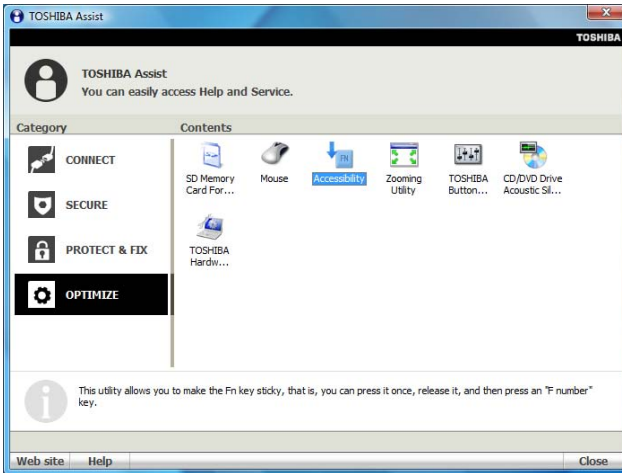 TOSHIBA Assist
TOSHIBA
TOSHIBA Assist
You can easily access Help and Service.
Category
Contents
CONNECT
SECURE
PROTECT & FIX
OPTIMIZE
SD Memory
Card For...
Mouse
FN
Accessibility
Zooming
Utility
TOSHIBA
Button...
CD/DVD Drive
Acoustic Sil...
TOSHIBA
Hardw...
This utility allows you to make the Fn key sticky, that is, you can press it once, release it, and then press an "F number"
key.
Web site
Help
Close